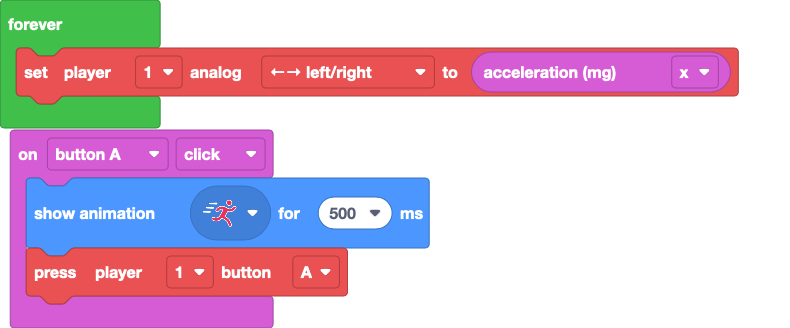 forever
set player 1 analog ←→ left/right to acceleration (mg) x
on button A click
show animation for 500 ms
press player 1 button A